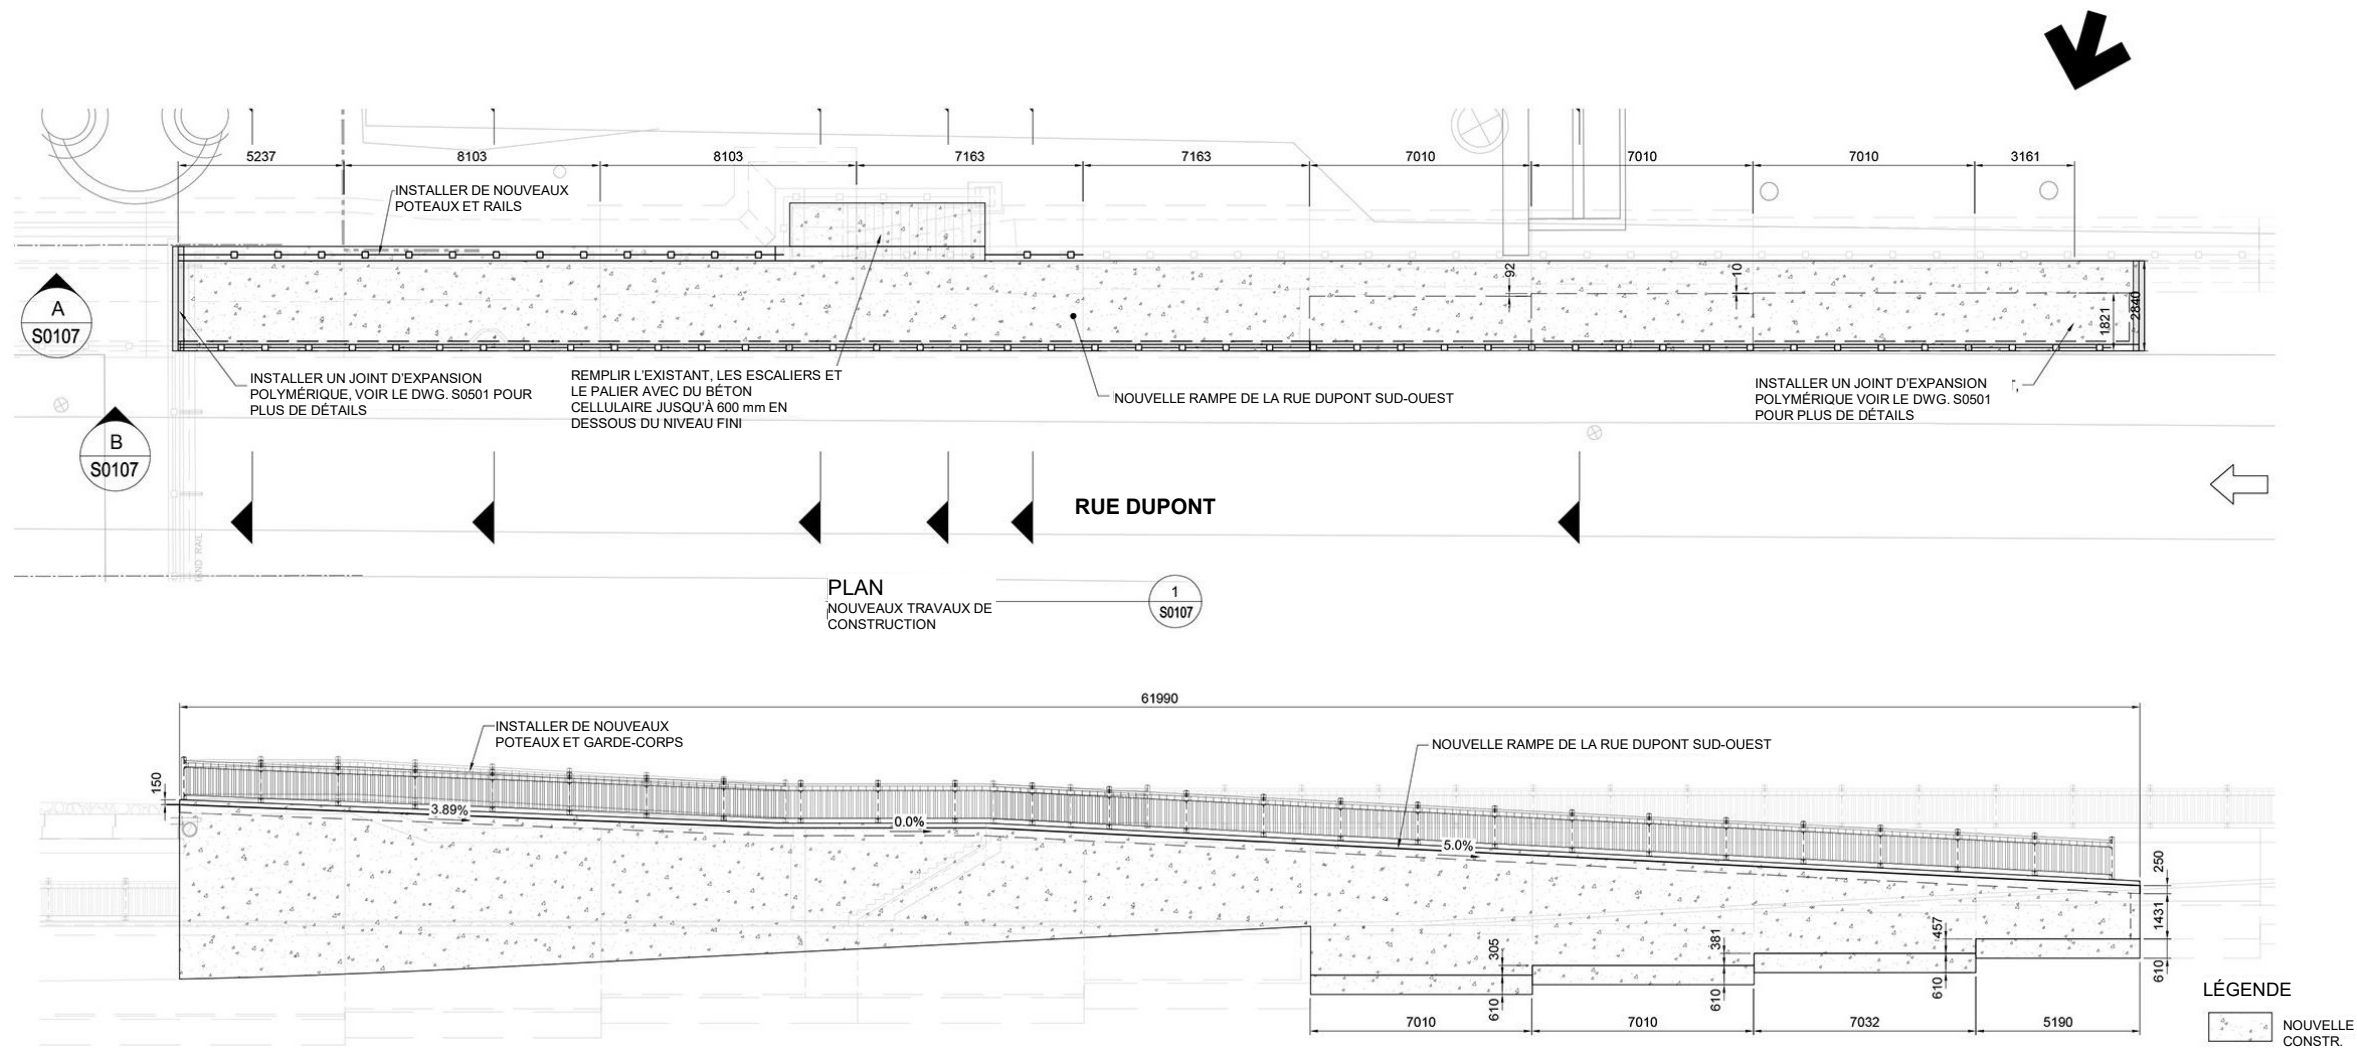 5237
8103
8103
7163
7163
7010
7010
7010
3161
INSTALLER DE NOUVEAUX
POTEAUX ET RAILS
92
10
1821
2840
A
S0107
B
S0107
INSTALLER UN JOINT D'EXPANSION
POLYMÉRIQUE, VOIR LE DWG. S0501 POUR
PLUS DE DÉTAILS
REMPLIR L'EXISTANT, LES ESCALIERS ET
LE PALIER AVEC DU BÉTON
CELLULAIRE JUSQU'À 600 mm EN
DESSOUS DU NIVEAU FINI
NOUVELLE RAMPE DE LA RUE DUPONT SUD-OUEST
INSTALLER UN JOINT D'EXPANSION
POLYMÉRIQUE VOIR LE DWG. S0501
POUR PLUS DE DÉTAILS
RUE DUPONT
RAIL
PLAN
NOUVEAUX TRAVAUX DE
CONSTRUCTION
1
S0107
61990
INSTALLER DE NOUVEAUX
POTEAUX ET GARDE-CORPS
NOUVELLE RAMPE DE LA RUE DUPONT SUD-OUEST
150
3.89%
0.0%
5.0%
250
1431
610
305
610
381
610
457
610
7010
7010
7032
5190
LÉGENDE
NOUVELLE
CONSTR.